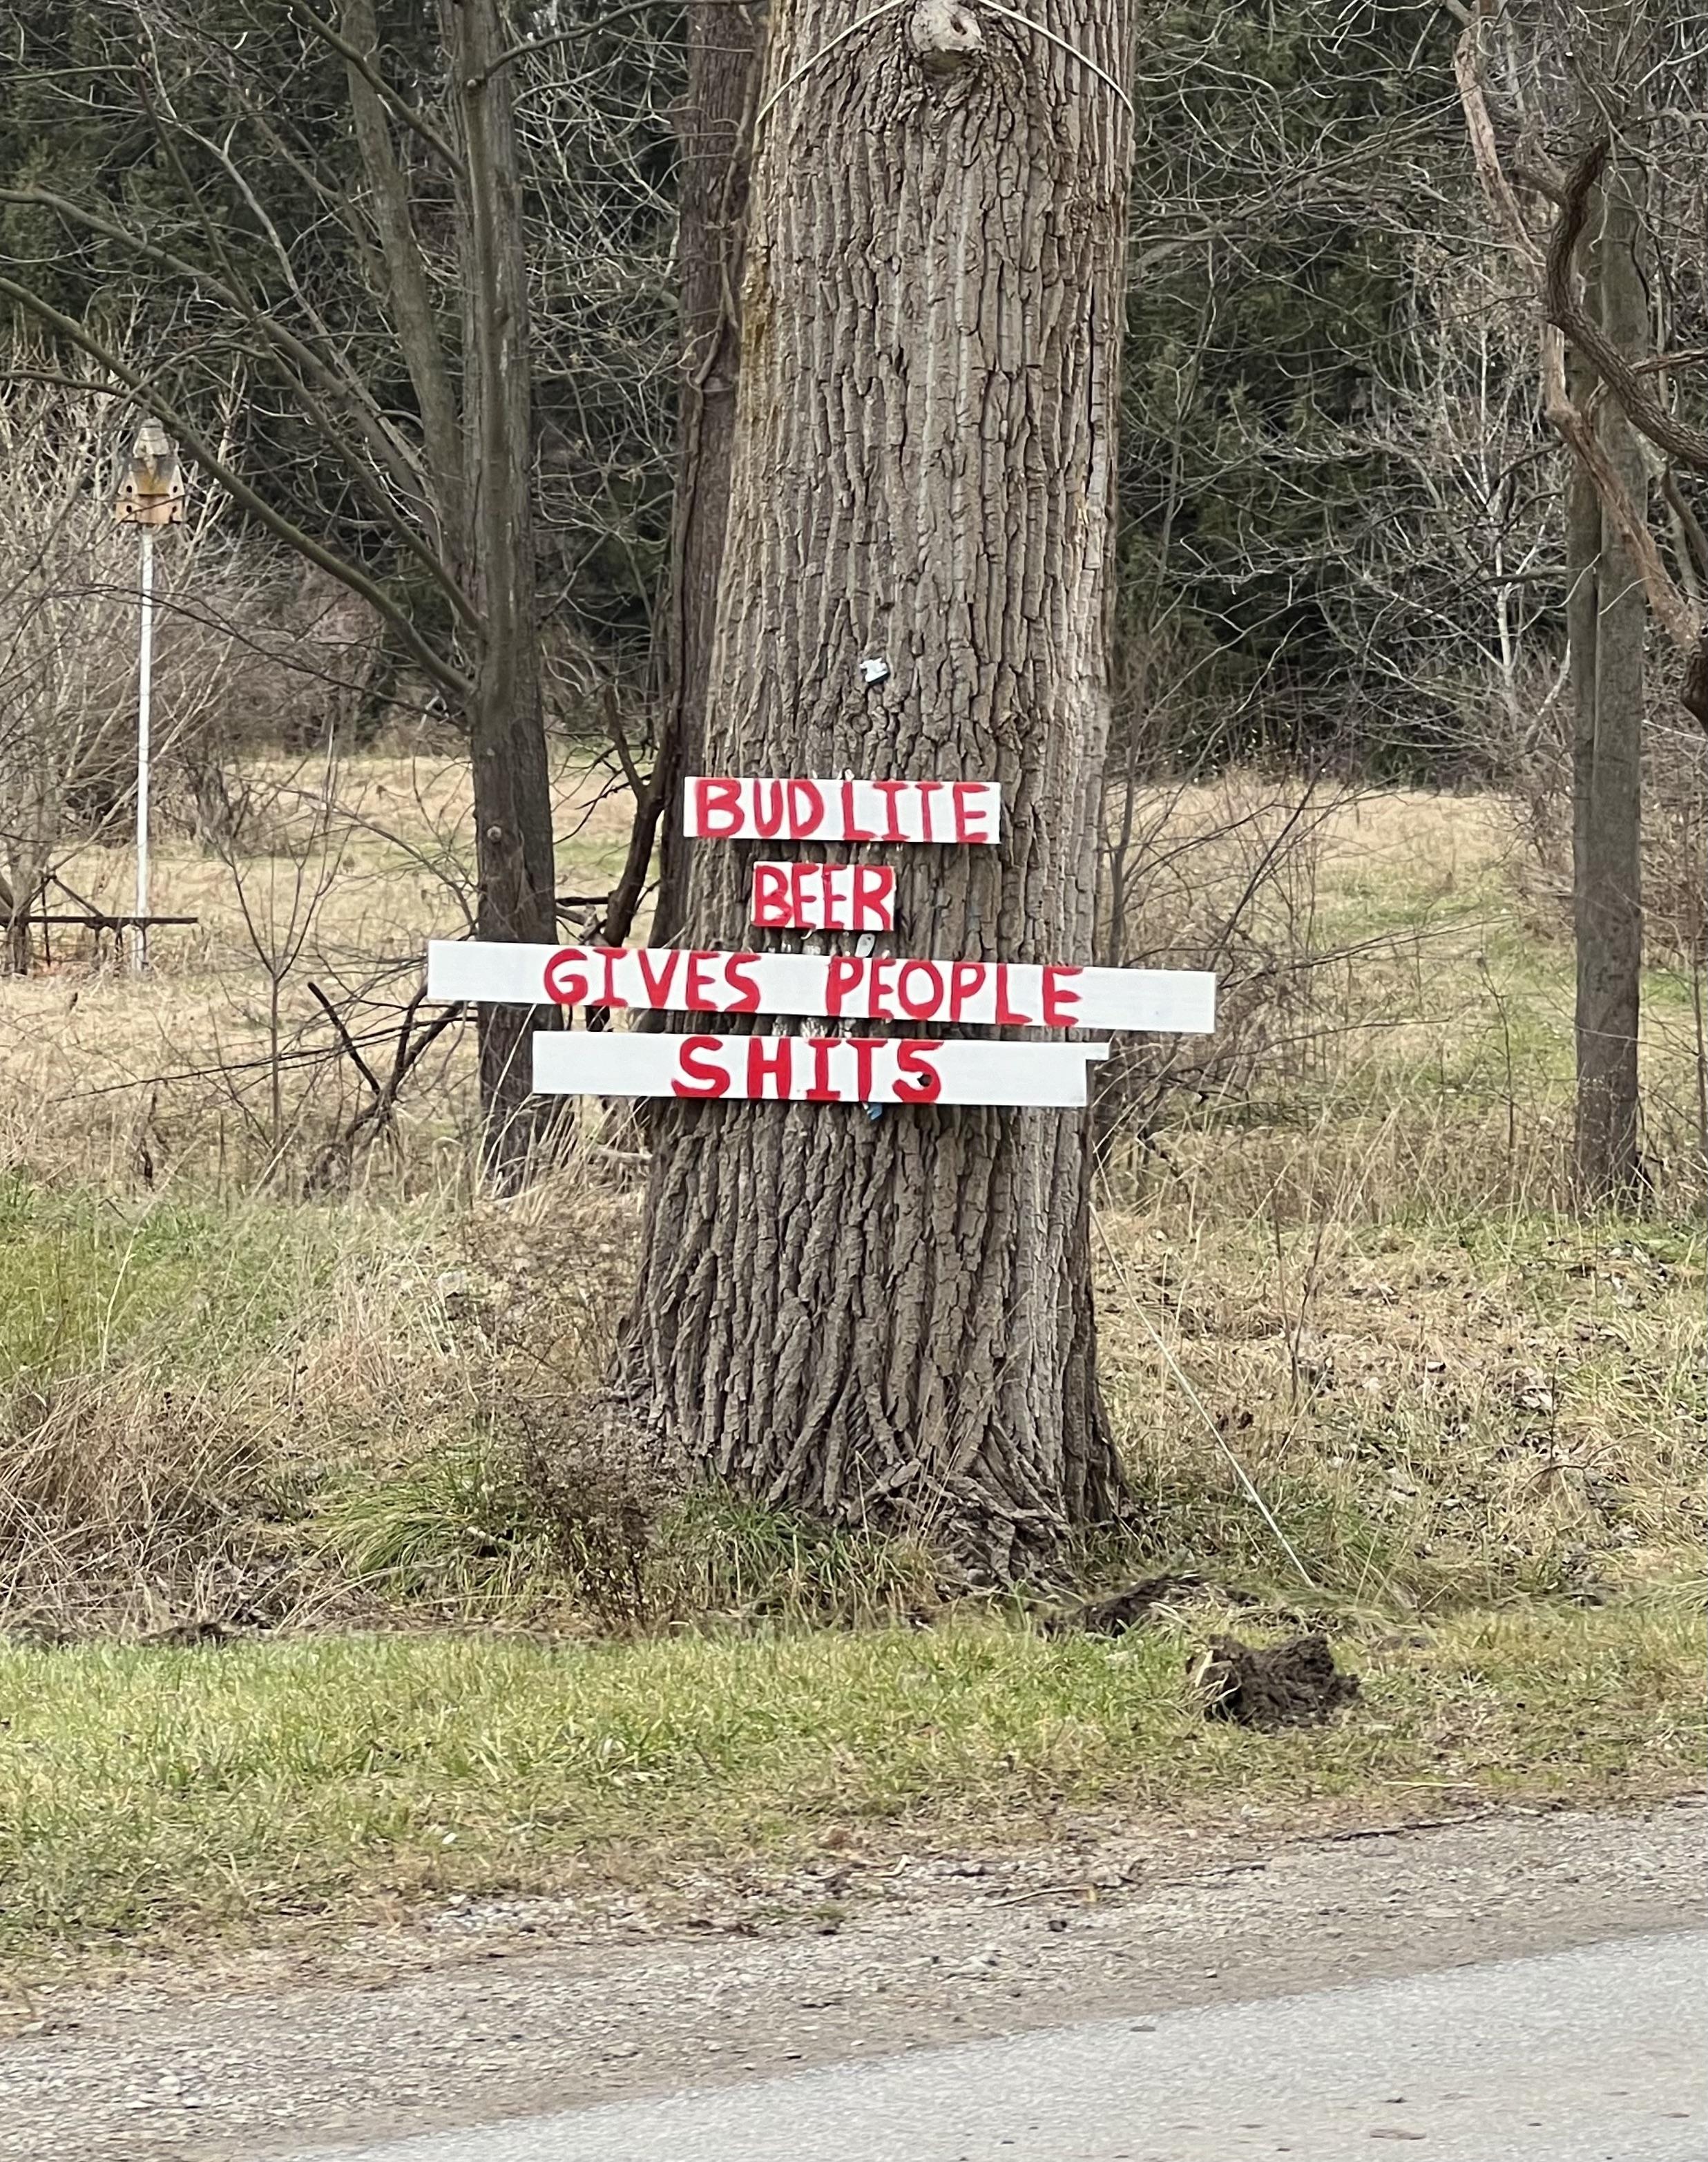 BUD LITE
BEER
GIVES PEOPLE
SHITS